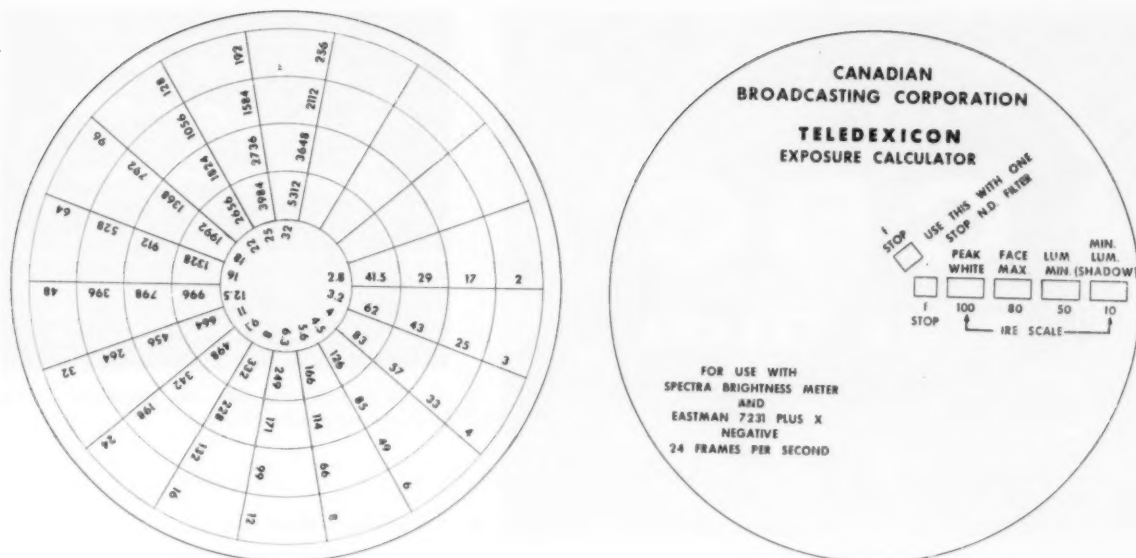 2.8 41.5 29 17 2
3.2 62 43 25 3
4 83 57 33 4
4.5 126 85 49 6
5.6 166 114 66 8
6.3 249 171 99 12
8 332 228 132 16
498 342 198 24
11 664 456 264 32
12.5 996 798 396 48
16 1328 912 528 64
18 1992 1368 792 96
22 2656 1824 1056 128
25 3984 2736 1584 192
32 5312 3648 2112 256
CANADIAN
BROADCASTING CORPORATION
TELEDEXICON
EXPOSURE CALCULATOR
f
STOP
USE THIS WITH ONE
STOP N.D. FILTER
PEAK
WHITE
FACE
MAX.
LUM
MIN.
MIN.
LUM.
(SHADOW)
f
STOP
100 80 50 10
IRE SCALE
FOR USE WITH
SPECTRA BRIGHTNESS METER
AND
EASTMAN 7231 PLUS X
NEGATIVE
24 FRAMES PER SECOND